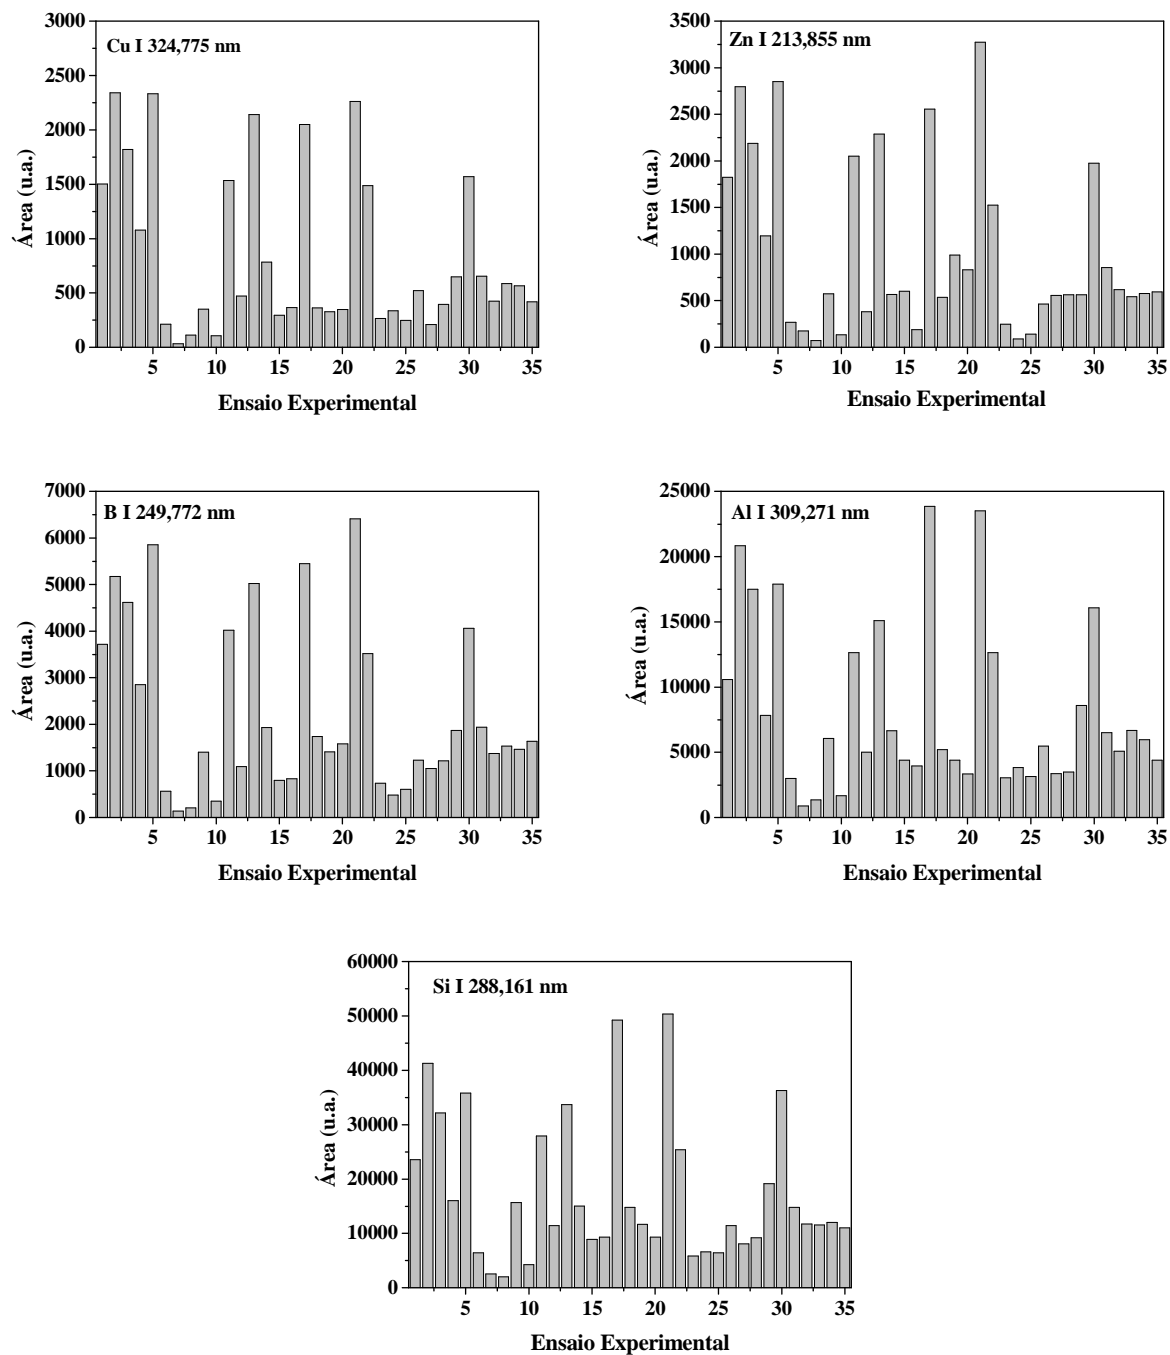 Cu I 324,775 nm
Área (u.a.)
3000
2500
2000
1500
1000
500
0
5 10 15 20 25 30 35
Ensaio Experimental
Zn I 213,855 nm
Área (u.a.)
3500
3000
2500
2000
1500
1000
500
0
5 10 15 20 25 30 35
Ensaio Experimental
B I 249,772 nm
Área (u.a.)
7000
6000
5000
4000
3000
2000
1000
0
5 10 15 20 25 30 35
Ensaio Experimental
Al I 309,271 nm
Área (u.a.)
25000
20000
15000
10000
5000
0
5 10 15 20 25 30 35
Ensaio Experimental
Si I 288,161 nm
Área (u.a.)
60000
50000
40000
30000
20000
10000
0
5 10 15 20 25 30 35
Ensaio Experimental